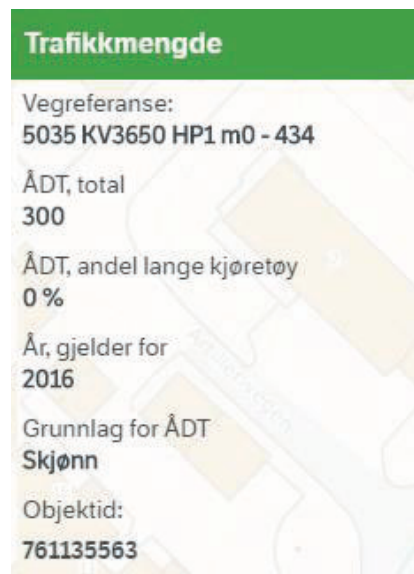 Trafikkmengde
Vegreferanse:
5035 KV3650 HP1 m0 - 434
ÅDT, total
300
ÅDT, andel lange kjøretøy
0 %
År, gjelder for
2016
Grunnlag for ÅDT
Skjønn
Objektid:
761135563